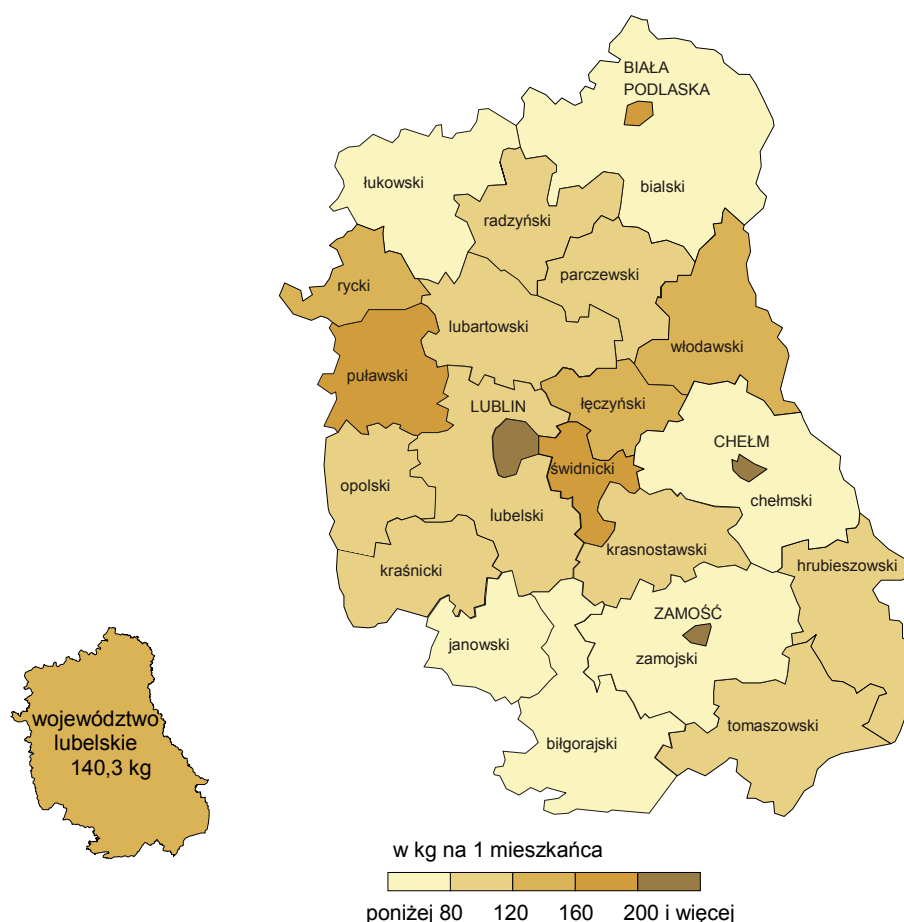 BIAŁA
PODLASKA
łukowski
bialski
radzyński
parczewski
rycki
lubartowski
włodawski
puławski
LUBLIN
łęczyński
CHEŁM
świdnicki
opolski
chełmski
lubelski
krasnostawski
hrubieszowski
kraśnicki
ZAMOŚĆ
janowski
zamojski
tomaszowski
biłgorajski
województwo
lubelskie
140,3 kg
w kg na 1 mieszkańca
poniżej 80 120 160 200 i więcej